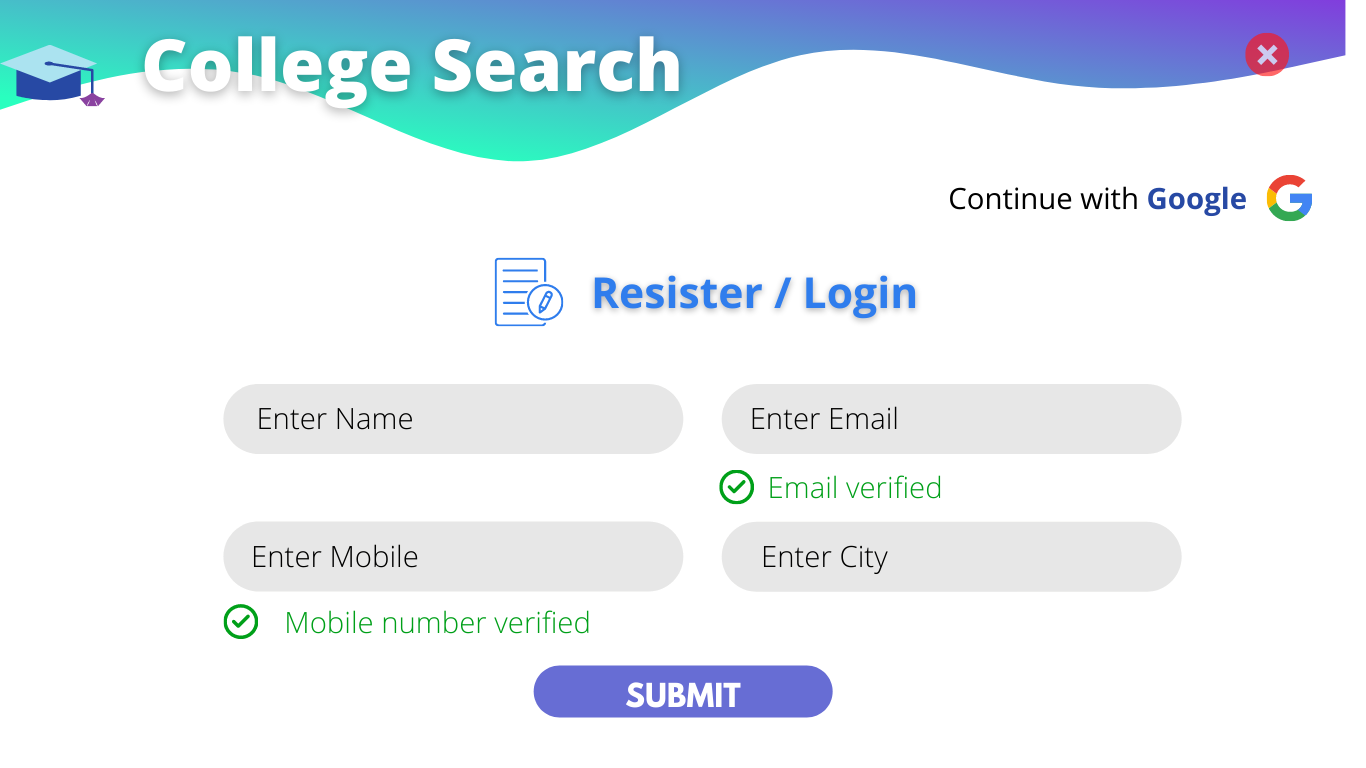 College Search
Continue with Google
Resister / Login
Enter Name
Enter Email
Email verified
Enter Mobile
Enter City
Mobile number verified
SUBMIT